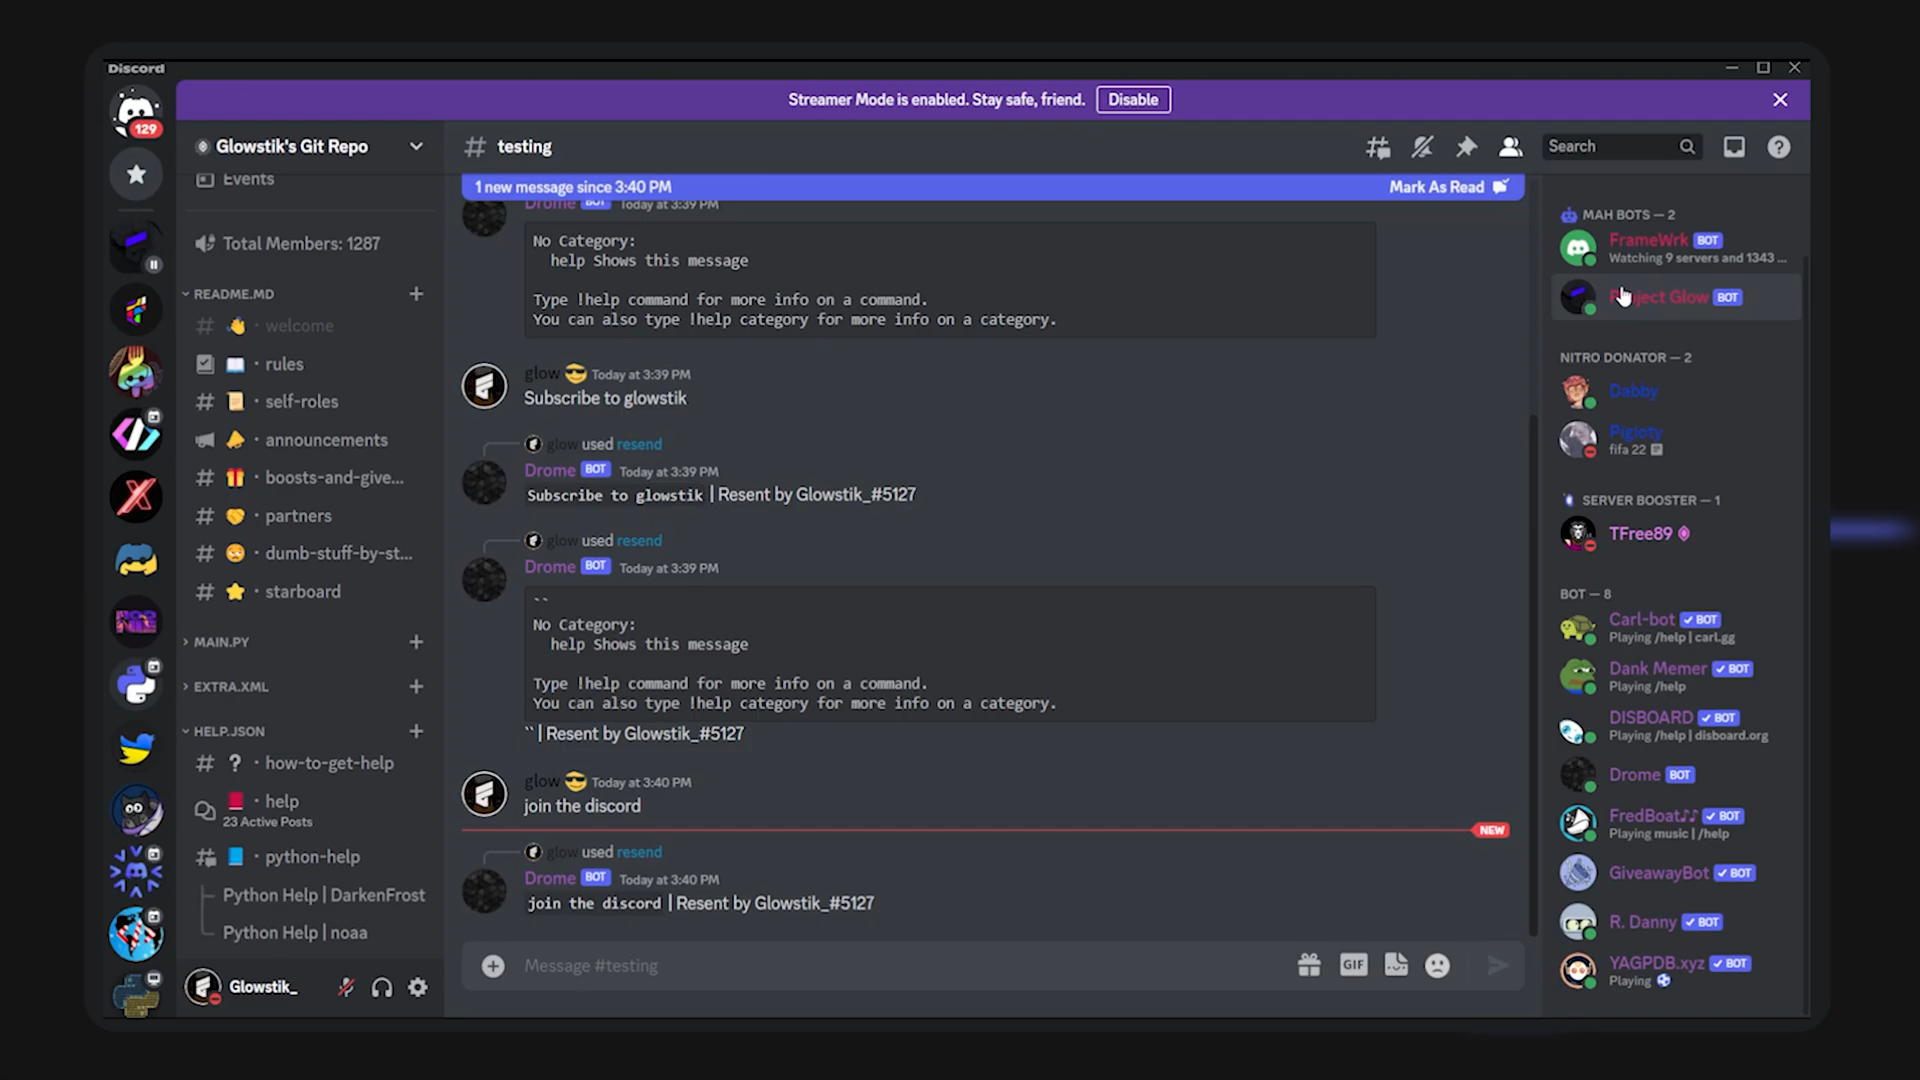 Discord
Streamer Mode is enabled. Stay safe, friend.
Disable
129
Glowstik's Git Repo
Events
Total Members: 1287
README.MD
welcome
rules
self-roles
announcements
boosts-and-give...
partners
dumb-stuff-by-st...
starboard
MAIN.PY
EXTRA.XML
HELP.JSON
how-to-get-help
help
23 Active Posts
python-help
Python Help | DarkenFrost
Python Help | noaa
Glowstik_
# testing
Search
1 new message since 3:40 PM
Mark As Read
Drome BOT Today at 3:39 PM
No Category:
help Shows this message
Type !help command for more info on a command.
You can also type !help category for more info on a category.
glow 😎 Today at 3:39 PM
Subscribe to glowstik
glow used resend
Drome BOT Today at 3:39 PM
Subscribe to glowstik | Resent by Glowstik_#5127
glow used resend
Drome BOT Today at 3:39 PM
``
No Category:
help Shows this message
Type !help command for more info on a command.
You can also type !help category for more info on a category.
``| Resent by Glowstik_#5127
glow 😎 Today at 3:40 PM
join the discord
NEW
glow used resend
Drome BOT Today at 3:40 PM
join the discord | Resent by Glowstik_#5127
Message #testing
GIF
MAH BOTS — 2
FrameWrk BOT
Watching 9 servers and 1343 ...
Glow BOT
NITRO DONATOR — 2
Dabby
Pigioty
fifa 22
SERVER BOOSTER — 1
TFree89
BOT — 8
Carl-bot ✓ BOT
Playing /help | carl.gg
Dank Memer ✓ BOT
Playing /help
DISBOARD ✓ BOT
Playing /help | disboard.org
Drome BOT
FredBoat♪♪ ✓ BOT
Playing music | /help
GiveawayBot ✓ BOT
R. Danny ✓ BOT
YAGPDB.xyz ✓ BOT
Playing ⚽